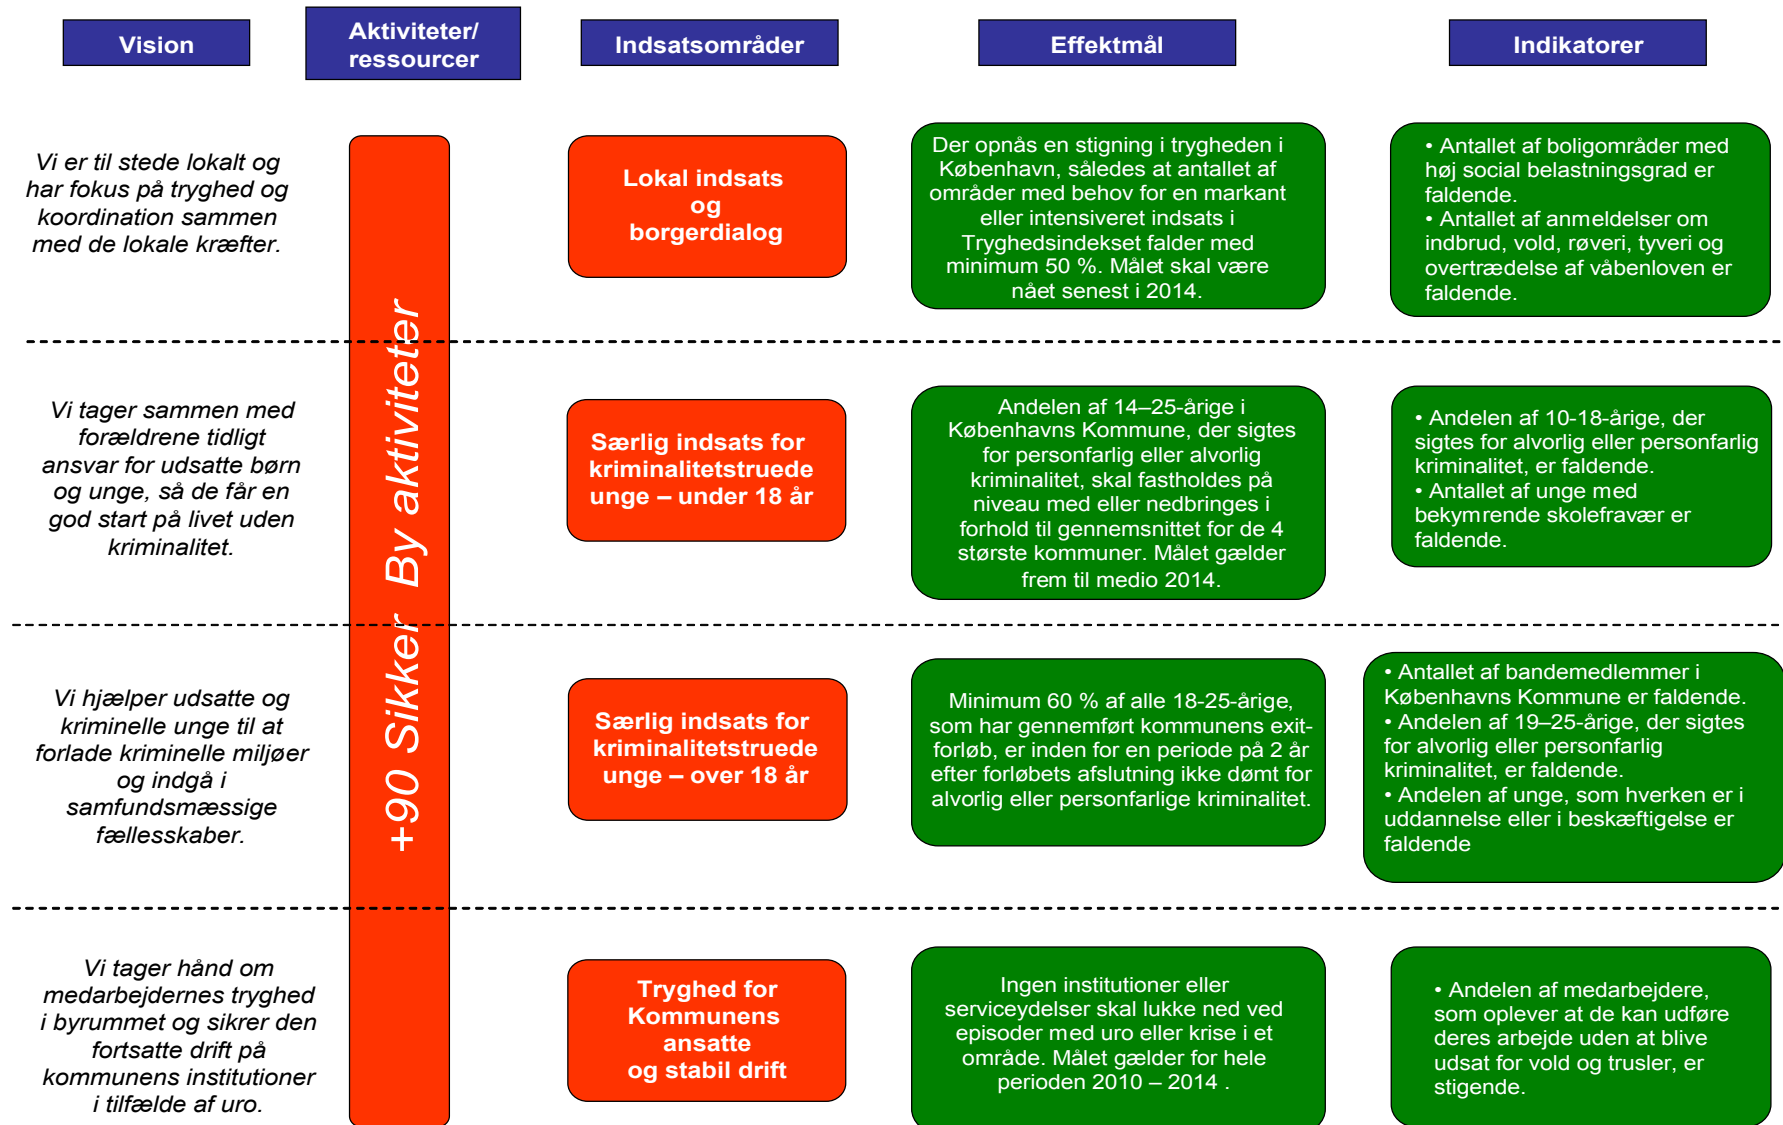 Vision
Aktiviteter/
ressourcer
Indsatsområder
Effektmål
Indikatorer
+90 Sikker By aktiviteter
Vi er til stede lokalt og
har fokus på tryghed og
koordination sammen
med de lokale kræfter.
Lokal indsats
og
borgerdialog
Der opnås en stigning i trygheden i
København, således at antallet af
områder med behov for en markant
eller intensiveret indsats i
Tryghedsindekset falder med
minimum 50 %. Målet skal være
nået senest i 2014.
• Antallet af boligområder med
høj social belastningsgrad er
faldende.
• Antallet af anmeldelser om
indbrud, vold, røveri, tyveri og
overtrædelse af våbenloven er
faldende.
Vi tager sammen med
forældrene tidligt
ansvar for udsatte børn
og unge, så de får en
god start på livet uden
kriminalitet.
Særlig indsats for
kriminalitetstruede
unge – under 18 år
Andelen af 14–25-årige i
Københavns Kommune, der sigtes
for personfarlig eller alvorlig
kriminalitet, skal fastholdes på
niveau med eller nedbringes i
forhold til gennemsnittet for de 4
største kommuner. Målet gælder
frem til medio 2014.
• Andelen af 10-18-årige, der
sigtes for alvorlig eller personfarlig
kriminalitet, er faldende.
• Antallet af unge med
bekymrende skolefravær er
faldende.
Vi hjælper udsatte og
kriminelle unge til at
forlade kriminelle miljøer
og indgå i
samfundsmæssige
fællesskaber.
Særlig indsats for
kriminalitetstruede
unge – over 18 år
Minimum 60 % af alle 18-25-årige,
som har gennemført kommunens exit-
forløb, er inden for en periode på 2 år
efter forløbets afslutning ikke dømt for
alvorlig eller personfarlige kriminalitet.
• Antallet af bandemedlemmer i
Københavns Kommune er faldende.
• Andelen af 19–25-årige, der sigtes
for alvorlig eller personfarlig
kriminalitet, er faldende.
• Andelen af unge, som hverken er i
uddannelse eller i beskæftigelse er
faldende
Vi tager hånd om
medarbejdernes tryghed
i byrummet og sikrer den
fortsatte drift på
kommunens institutioner
i tilfælde af uro.
Tryghed for
Kommunens
ansatte
og stabil drift
Ingen institutioner eller
serviceydelser skal lukke ned ved
episoder med uro eller krise i et
område. Målet gælder for hele
perioden 2010 – 2014 .
• Andelen af medarbejdere,
som oplever at de kan udføre
deres arbejde uden at blive
udsat for vold og trusler, er
stigende.